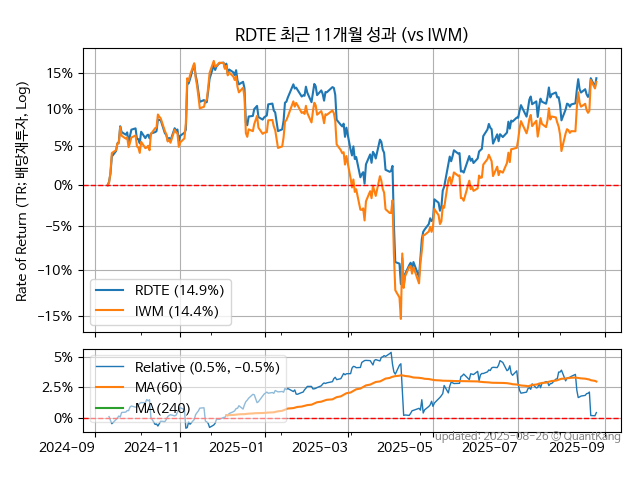 RDTE 최근 11개월 성과 (vs IWM)
Rate of Return (TR: 배당재투자, Log)
15%
10%
5%
0%
−5%
−10%
−15%
RDTE (14.9%)
IWM (14.4%)
5%
2.5%
0%
Relative (0.5%, −0.5%)
MA(60)
MA(240)
2024-09 2024-11 2025-01 2025-03 2025-05 2025-07 2025-09
updated: 2025-08-26 © QuantKang